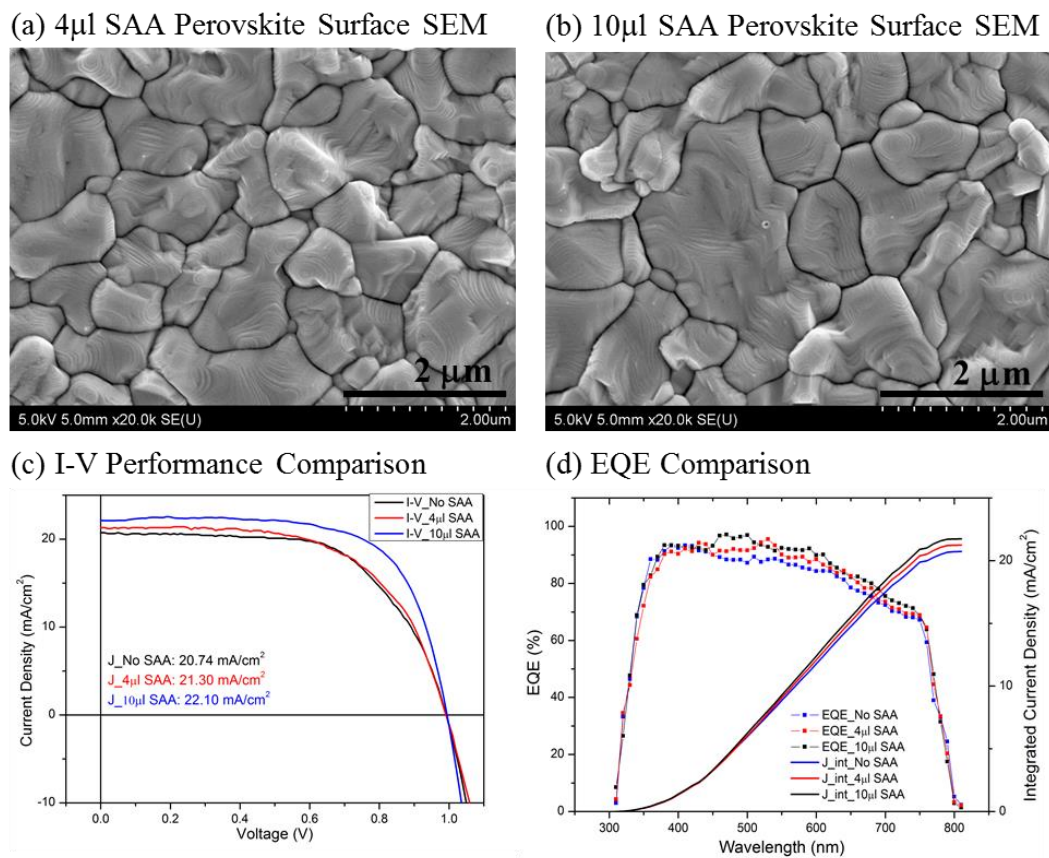 (a) 4μl SAA Perovskite Surface SEM
(b) 10μl SAA Perovskite Surface SEM
2 μm
5.0kV 5.0mm x20.0k SE(U)
2.00um
2 μm
5.0kV 5.0mm x20.0k SE(U)
2.00um
(c) I-V Performance Comparison
(d) EQE Comparison
I-V_No SAA
I-V_4μl SAA
I-V_10μl SAA
20
10
0
-10
Current Density (mA/cm²)
J_No SAA: 20.74 mA/cm²
J_4μl SAA: 21.30 mA/cm²
J_10μl SAA: 22.10 mA/cm²
0.0 0.2 0.4 0.6 0.8 1.0
Voltage (V)
100
80
60
40
20
0
EQE (%)
EQE_No SAA
EQE_4μl SAA
EQE_10μl SAA
J_int_No SAA
J_int_4μl SAA
J_int_10μl SAA
20
10
0
Integrated Current Density (mA/cm²)
300 400 500 600 700 800
Wavelength (nm)